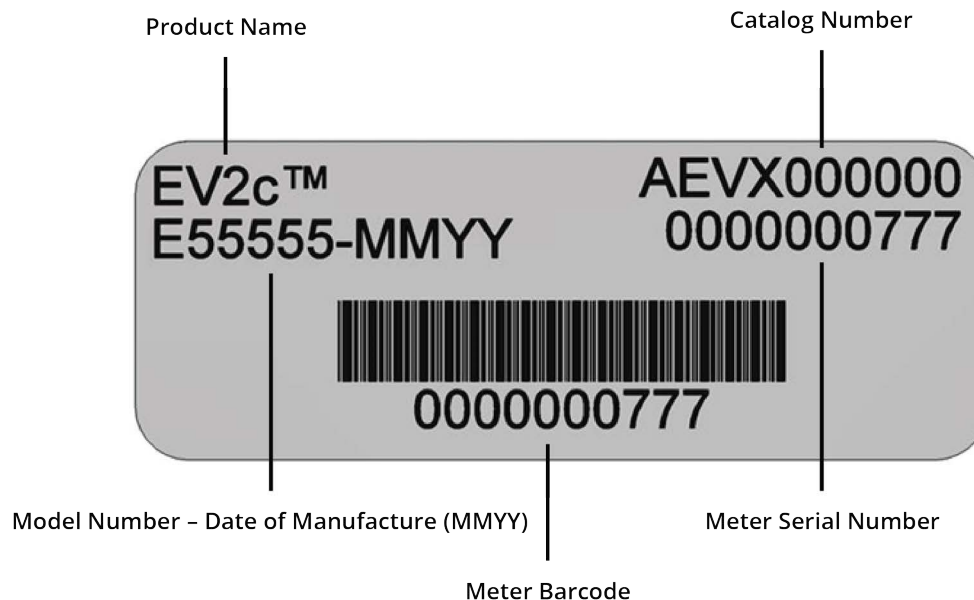 Product Name
Catalog Number
EV2c™
AEVX000000
E55555-MMYY
0000000777
0000000777
Model Number – Date of Manufacture (MMYY)
Meter Serial Number
Meter Barcode